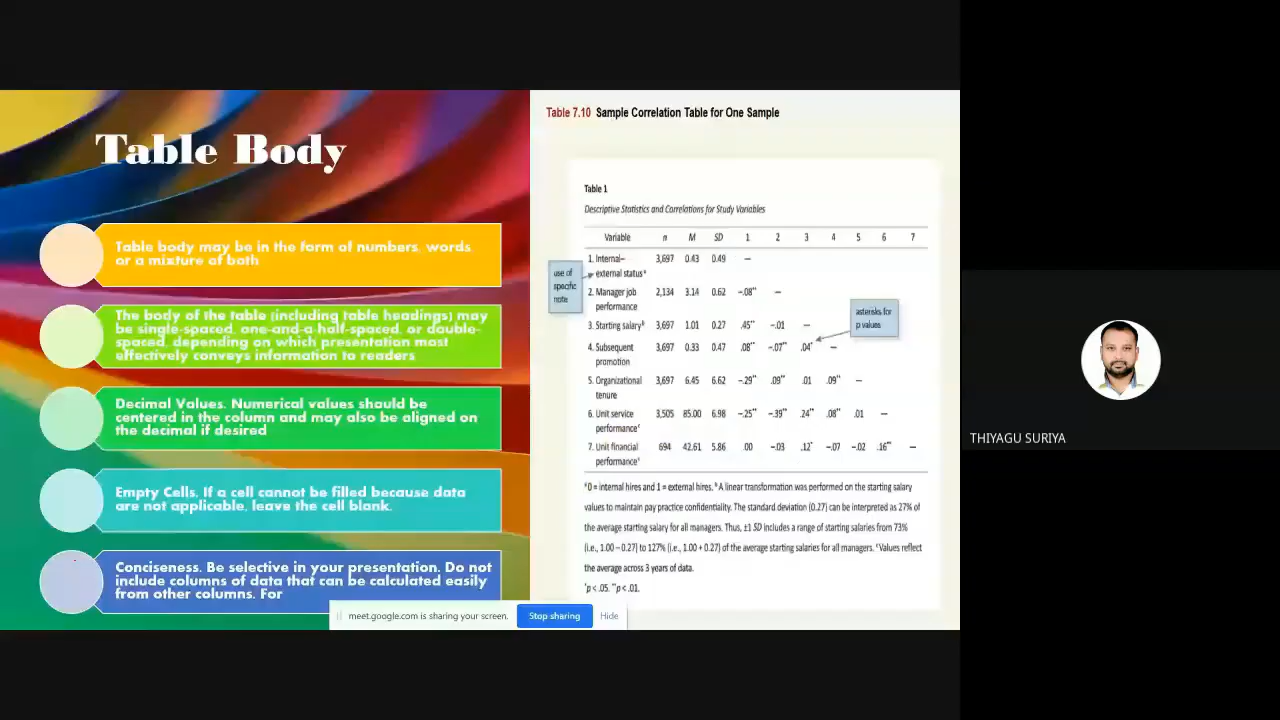 Table Body
Table body may be in the form of numbers, words
or a mixture of both
The body of the table (including table headings) may
be single-spaced, one-and-a-half-spaced, or double-
spaced, depending on which presentation most
effectively conveys information to readers
Decimal Values. Numerical values should be
centered in the column and may also be aligned on
the decimal if desired
Empty Cells. If a cell cannot be filled because data
are not applicable, leave the cell blank.
Conciseness. Be selective in your presentation. Do not
include columns of data that can be calculated easily
from other columns. For
Table 7.10 Sample Correlation Table for One Sample
Table 1
Descriptive Statistics and Correlations for Study Variables
Variable n M SD 1 2 3 4 5 6 7
1. Internal– 3,697 0.43 0.49 —
external statusᵃ
2. Manager job 2,134 3.14 0.62 −.08** —
performance
3. Starting salaryᵇ 3,697 1.01 0.27 .45** −.01 —
4. Subsequent 3,697 0.33 0.47 .08** −.07** .04* —
promotion
5. Organizational 3,697 6.45 6.62 −.29** .09** .01 .09** —
tenure
6. Unit service 3,505 85.00 6.98 −.25** −.39** .24** .08** .01 —
performanceᶜ
7. Unit financial 694 42.61 5.86 .00 −.03 .12* −.07 −.02 .16** —
performanceᶜ
use of
specific
note
asterisks for
p values
ᵃ0 = internal hires and 1 = external hires. ᵇA linear transformation was performed on the starting salary
values to maintain pay practice confidentiality. The standard deviation (0.27) can be interpreted as 27% of
the average starting salary for all managers. Thus, ±1 SD includes a range of starting salaries from 73%
(i.e., 1.00 − 0.27) to 127% (i.e., 1.00 + 0.27) of the average starting salaries for all managers. ᶜValues reflect
the average across 3 years of data.
*p < .05. **p < .01.
meet.google.com is sharing your screen.
Stop sharing
Hide
THIYAGU SURIYA